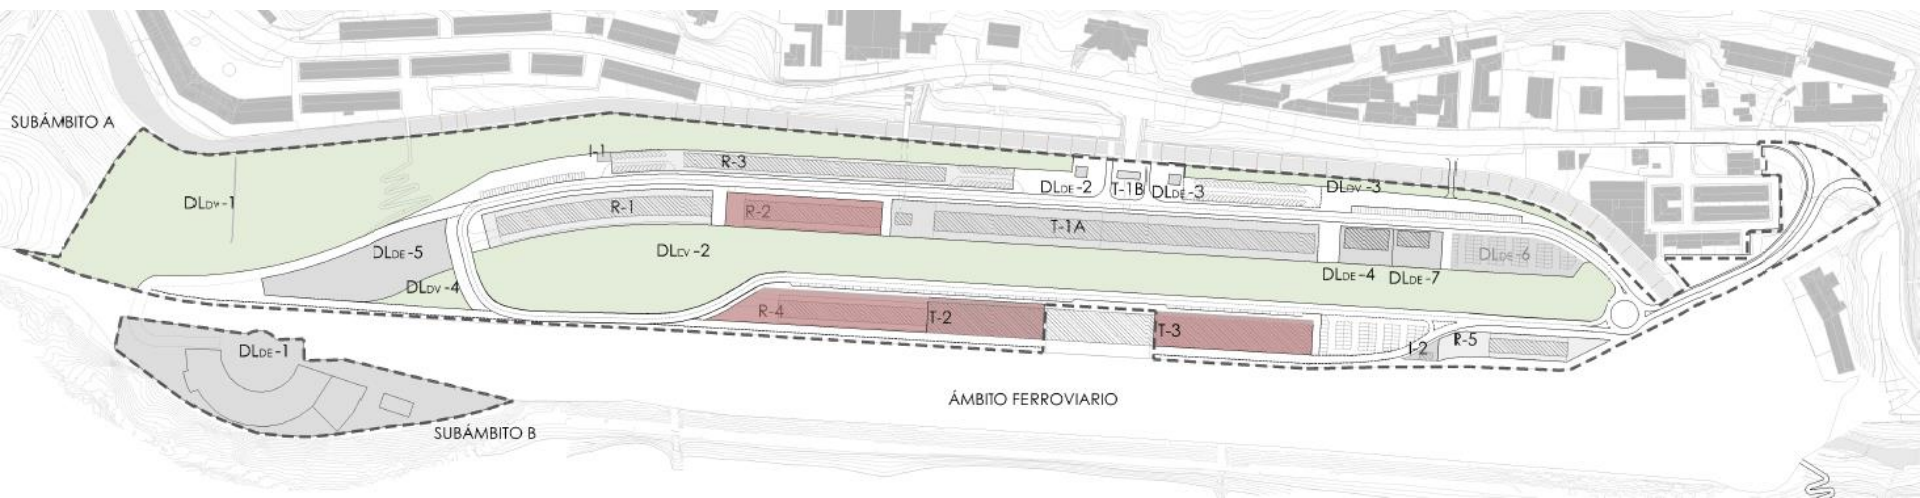 SUBÁMBITO A
I-1
R-3
DLDE-2
T-1B
DLDE-3
DLDV-3
DLDV-1
R-1
R-2
T-1A
DLDE-5
DLDV-2
DLDE-6
DLDE-4
DLDE-7
DLDV-4
R-4
T-2
T-3
I-2
R-5
DLDE-1
ÁMBITO FERROVIARIO
SUBÁMBITO B